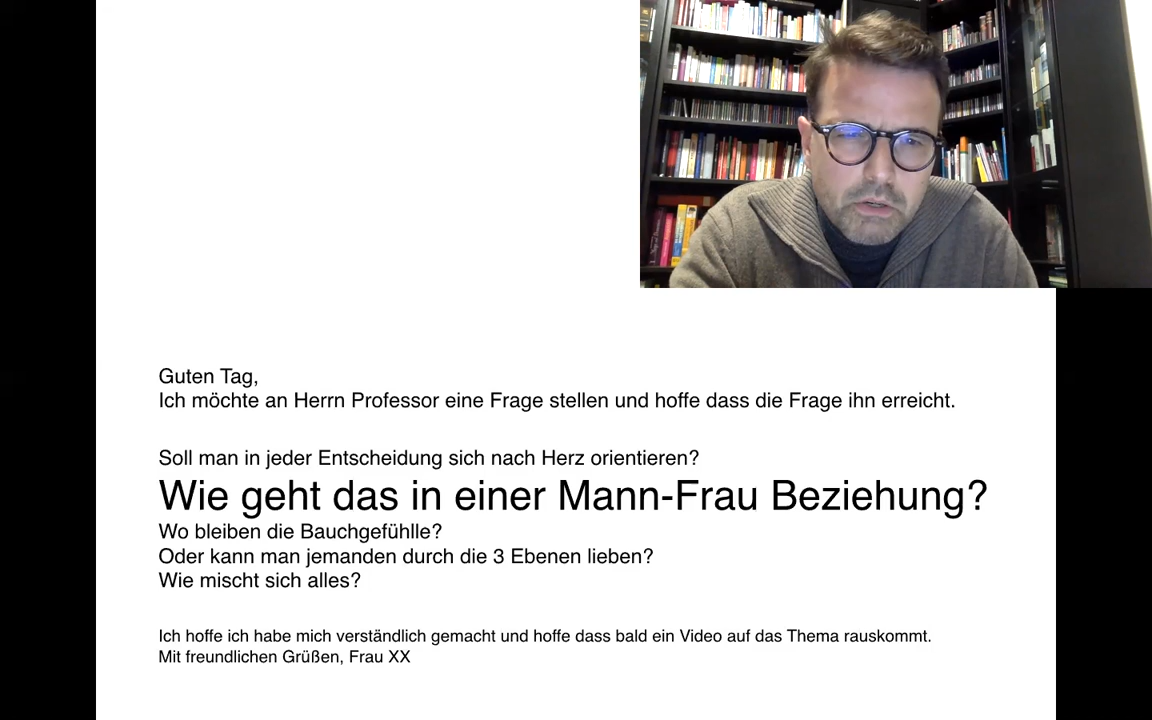 Guten Tag,
Ich möchte an Herrn Professor eine Frage stellen und hoffe dass die Frage ihn erreicht.
Soll man in jeder Entscheidung sich nach Herz orientieren?
Wie geht das in einer Mann-Frau Beziehung?
Wo bleiben die Bauchgefühlle?
Oder kann man jemanden durch die 3 Ebenen lieben?
Wie mischt sich alles?
Ich hoffe ich habe mich verständlich gemacht und hoffe dass bald ein Video auf das Thema rauskommt.
Mit freundlichen Grüßen, Frau XX